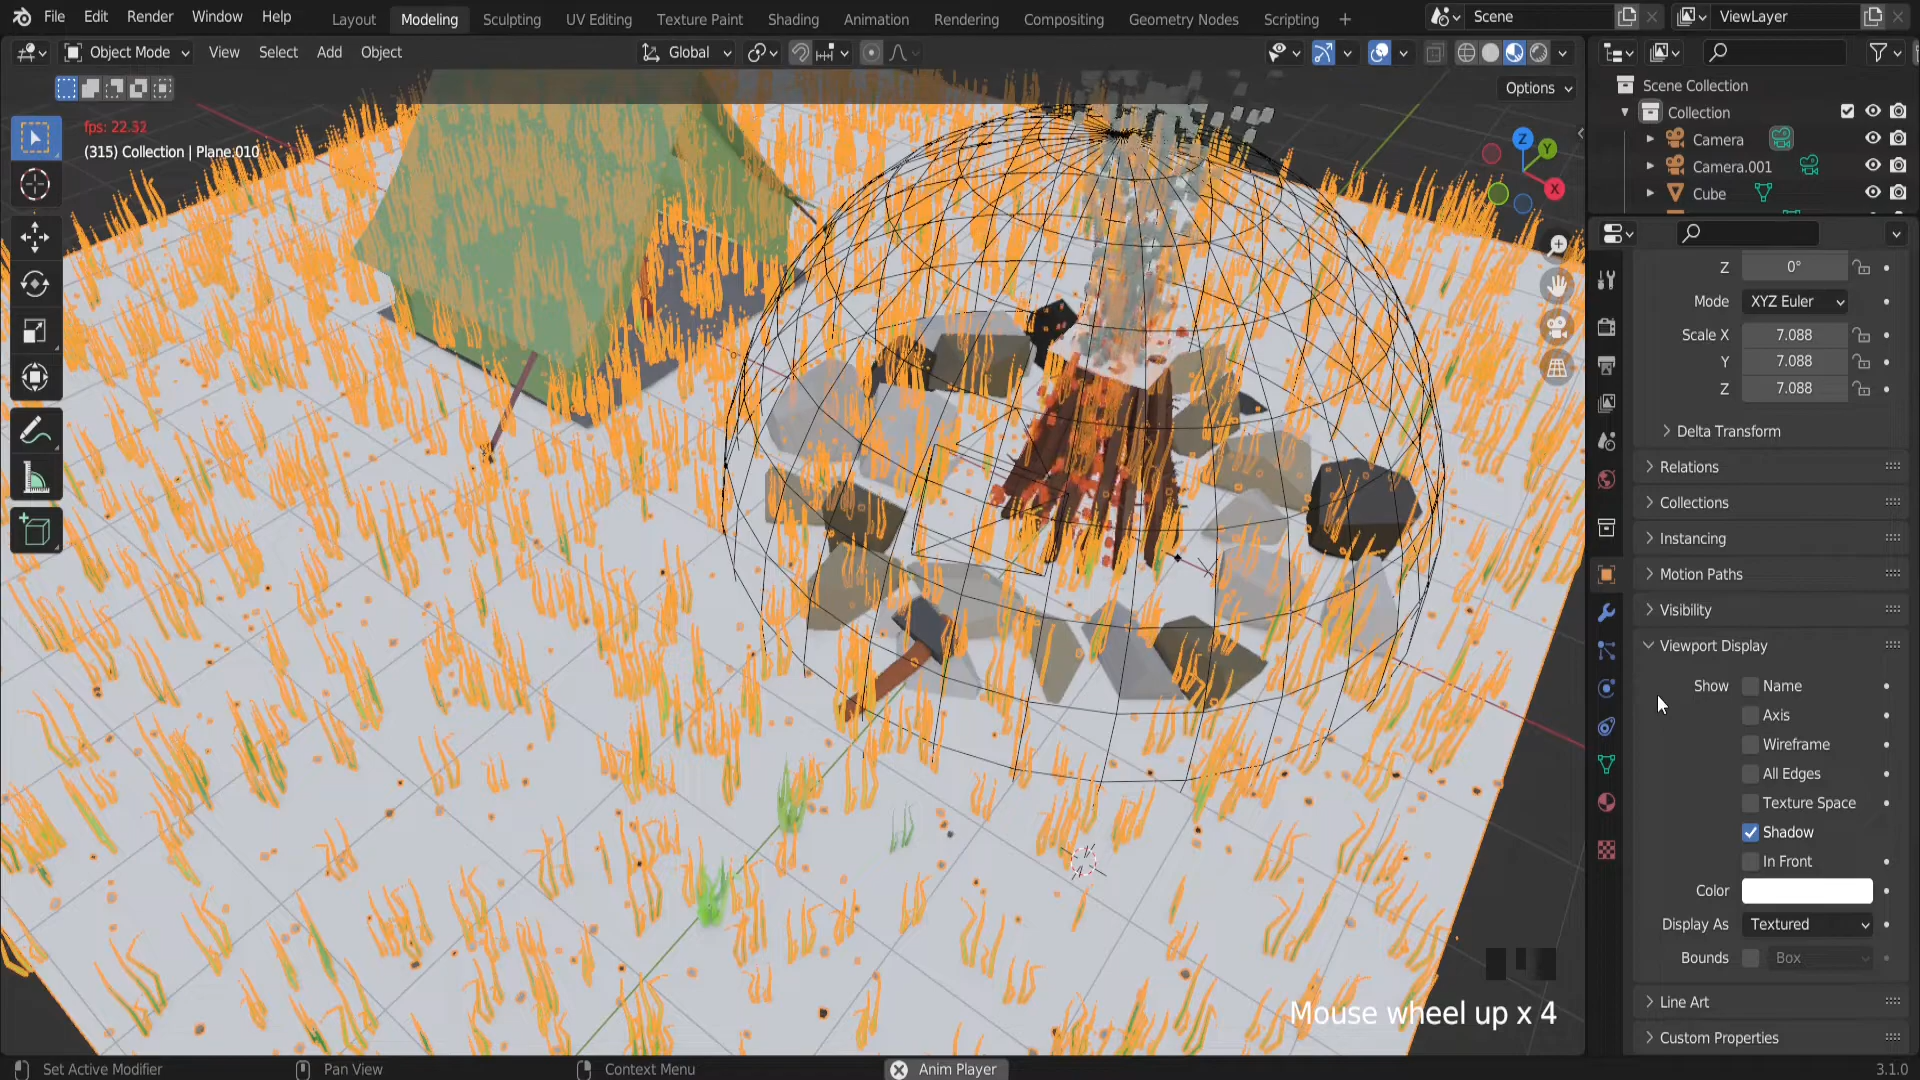 File Edit Render Window Help
Layout Modeling Sculpting UV Editing Texture Paint Shading Animation Rendering Compositing Geometry Nodes Scripting +
Scene
ViewLayer
Object Mode View Select Add Object
Global
Options
fps: 22.32
(315) Collection | Plane.010
Z
Y
X
Scene Collection
Collection
Camera
Camera.001
Cube
Z 0°
Mode XYZ Euler
Scale X 7.088
Y 7.088
Z 7.088
Delta Transform
Relations
Collections
Instancing
Motion Paths
Visibility
Viewport Display
Show Name
Axis
Wireframe
All Edges
Texture Space
Shadow
In Front
Color
Display As Textured
Bounds Box
Line Art
Custom Properties
Mouse wheel up x 4
Set Active Modifier Pan View Context Menu Anim Player 3.1.0